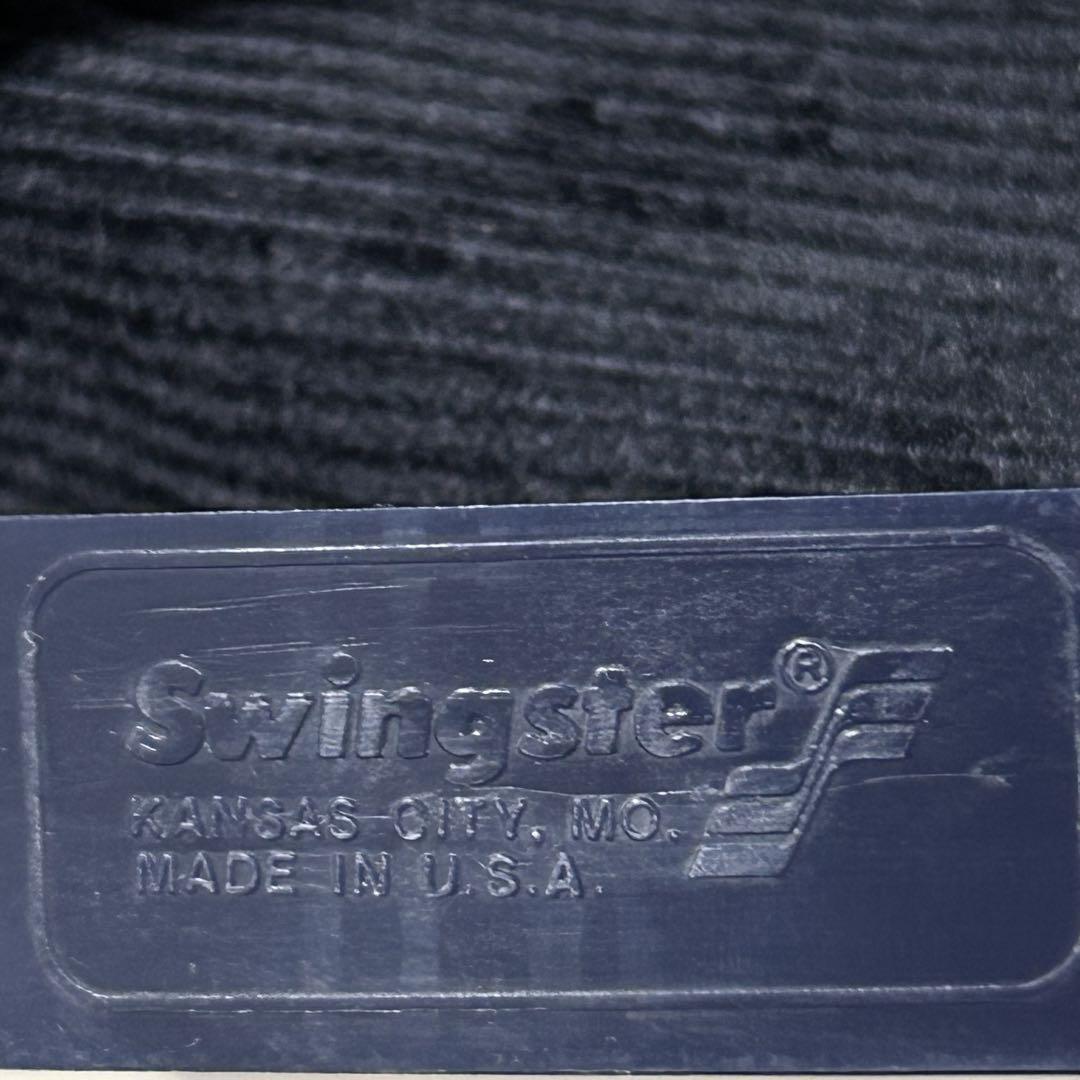 Swingster®
KANSAS CITY, MO.
MADE IN U.S.A.